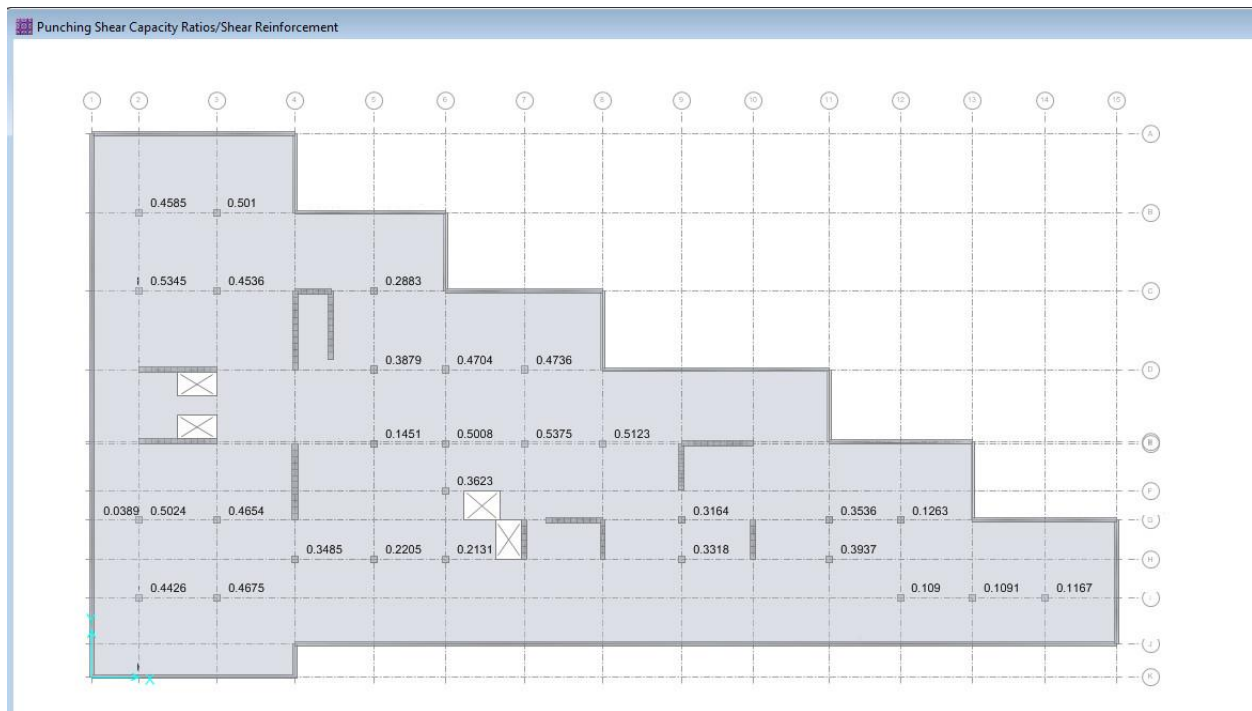 Punching Shear Capacity Ratios/Shear Reinforcement
1 2 3 4 5 6 7 8 9 10 11 12 13 14 15
A
0.4585 0.501
B
0.5345 0.4536 0.2883
C
0.3879 0.4704 0.4736
D
0.1451 0.5008 0.5375 0.5123
0.3623
F
0.0389 0.5024 0.4654 0.3164 0.3536 0.1263
G
0.3485 0.2205 0.2131 0.3318 0.3937
H
0.4426 0.4675 0.109 0.1091 0.1167
J
Y
K
X